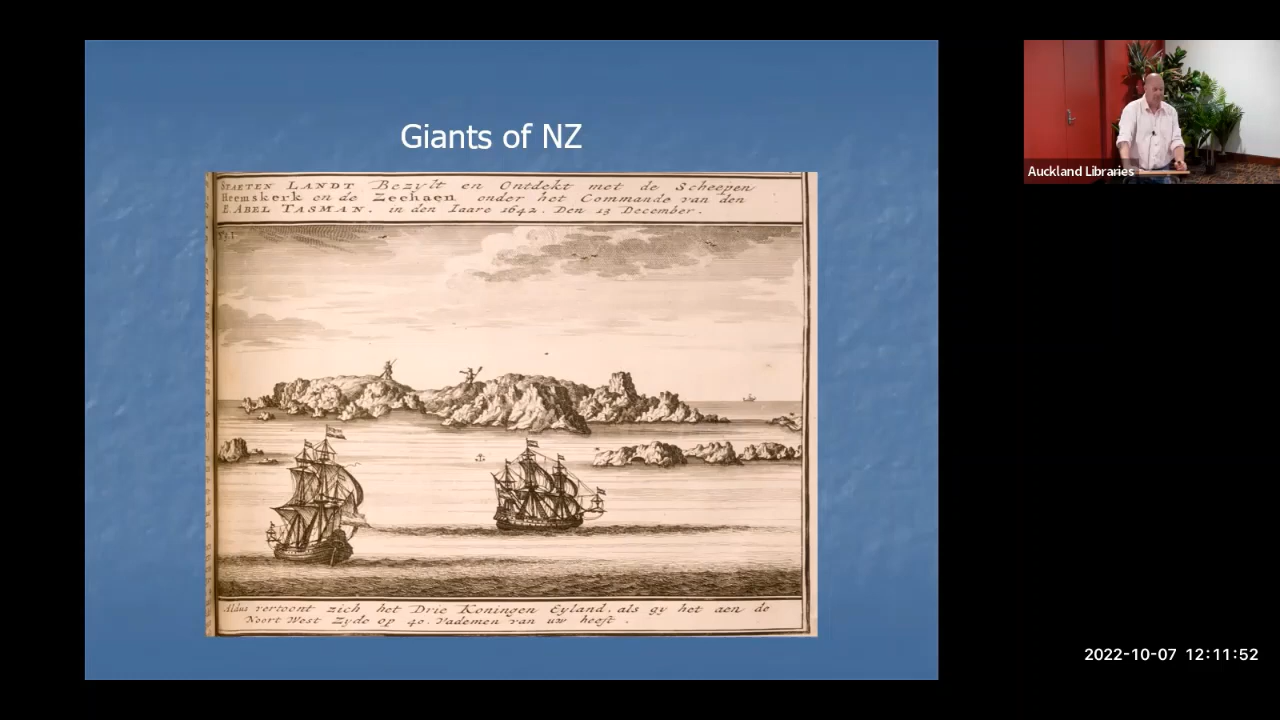 Giants of NZ
STAETEN LANDT Bezylt en Ontdekt met de Scheepen
Heemskerk en de Zeehaen onder het Commande van den
E. ABEL TASMAN. in den Iaare 1642. Den 13 December.
Aldus vertoont zich het Drie Koningen Eyland. als gy het aen de
Noort West Zyde op 40. Vademen van uw heeft.
Auckland Libraries
2022-10-07 12:11:52